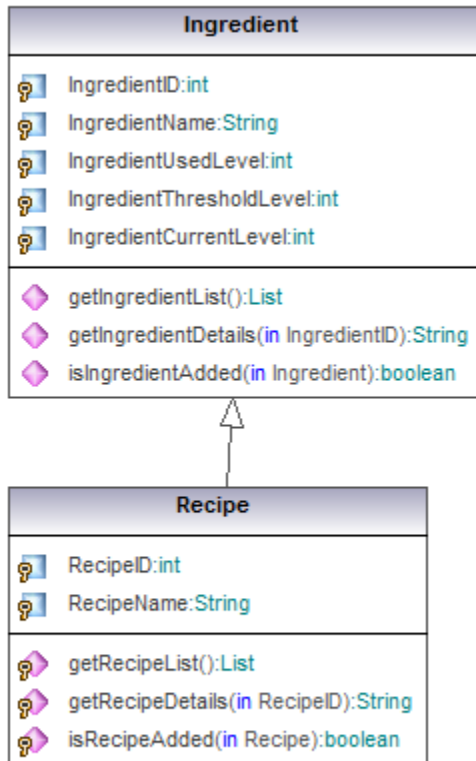 Ingredient
IngredientID:int
IngredientName:String
IngredientUsedLevel:int
IngredientThresholdLevel:int
IngredientCurrentLevel:int
getIngredientList():List
getIngredientDetails(in IngredientID):String
isIngredientAdded(in Ingredient):boolean
Recipe
RecipeID:int
RecipeName:String
getRecipeList():List
getRecipeDetails(in RecipeID):String
isRecipeAdded(in Recipe):boolean